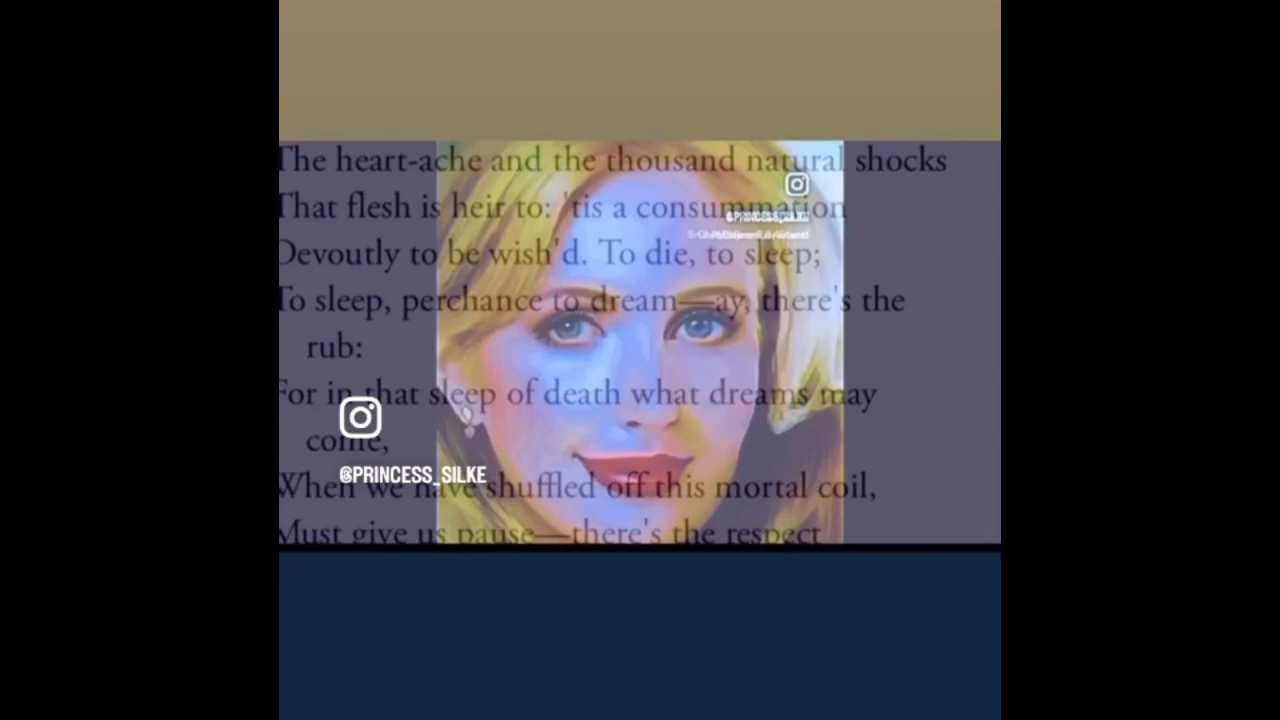 The heart-ache and the thousand natural shocks
That flesh is heir to: 'tis a consummation
@PRINCESS_SILKE
Devoutly to be wish'd. To die, to sleep;
To sleep, perchance to dream—ay, there's the
rub:
For in that sleep of death what dreams may
come,
@PRINCESS_SILKE
When we have shuffled off this mortal coil,
Must give us pause—there's the respect